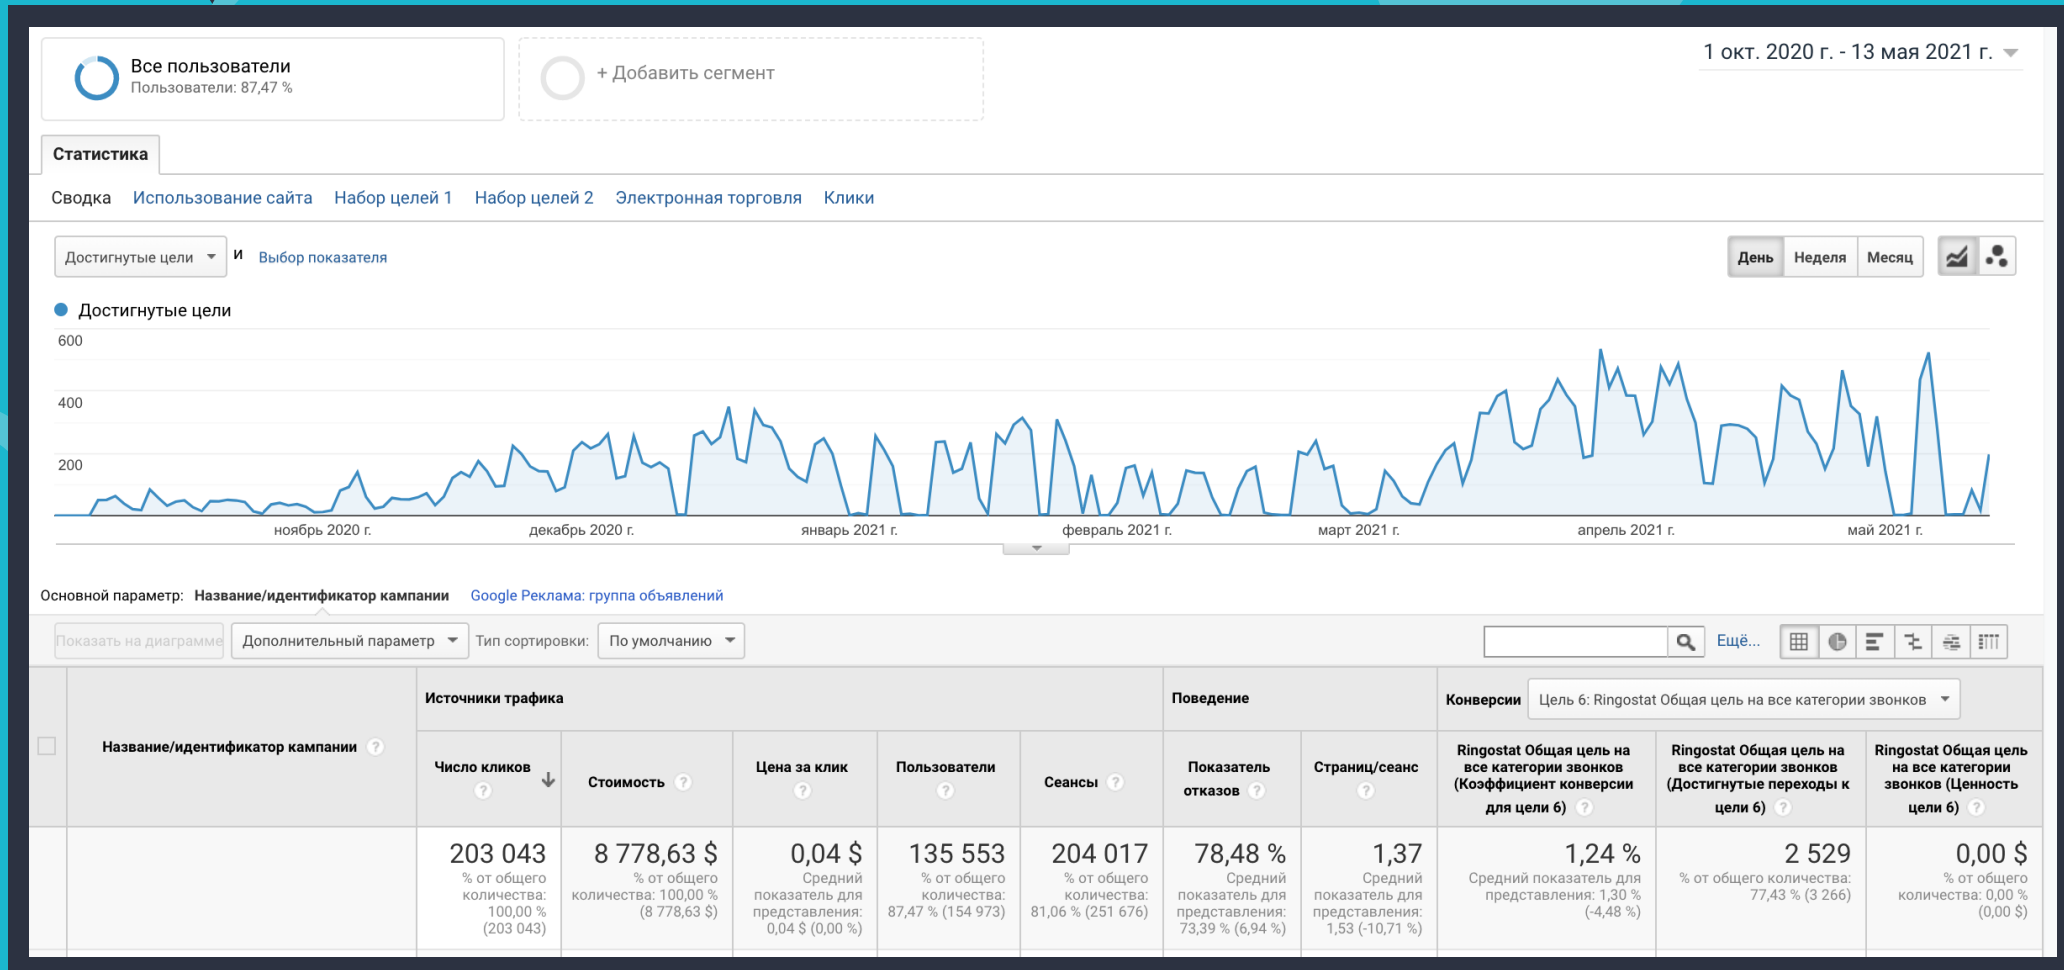 Все пользователи
Пользователи: 87,47 %
+ Добавить сегмент
1 окт. 2020 г. - 13 мая 2021 г.
Статистика
Сводка Использование сайта Набор целей 1 Набор целей 2 Электронная торговля Клики
Достигнутые цели и Выбор показателя
День Неделя Месяц
Достигнутые цели
600
400
200
ноябрь 2020 г. декабрь 2020 г. январь 2021 г. февраль 2021 г. март 2021 г. апрель 2021 г. май 2021 г.
Основной параметр: Название/идентификатор кампании Google Реклама: группа объявлений
Показать на диаграмме Дополнительный параметр Тип сортировки: По умолчанию Ещё...
Название/идентификатор кампании ?
Источники трафика
Поведение
Конверсии Цель 6: Ringostat Общая цель на все категории звонков
Число кликов
?
Стоимость ?
Цена за клик
?
Пользователи
?
Сеансы ?
Показатель
отказов ?
Страниц/сеанс
?
Ringostat Общая цель на
все категории звонков
(Коэффициент конверсии
для цели 6) ?
Ringostat Общая цель на
все категории звонков
(Достигнутые переходы к
цели 6) ?
Ringostat Общая цель
на все категории
звонков (Ценность
цели 6) ?
203 043
% от общего
количества:
100,00 %
(203 043)
8 778,63 $
% от общего
количества: 100,00 %
(8 778,63 $)
0,04 $
Средний
показатель для
представления:
0,04 $ (0,00 %)
135 553
% от общего
количества:
87,47 % (154 973)
204 017
% от общего
количества:
81,06 % (251 676)
78,48 %
Средний
показатель для
представления:
73,39 % (6,94 %)
1,37
Средний
показатель для
представления:
1,53 (-10,71 %)
1,24 %
Средний показатель для
представления: 1,30 %
(-4,48 %)
2 529
% от общего количества:
77,43 % (3 266)
0,00 $
% от общего
количества: 0,00 %
(0,00 $)